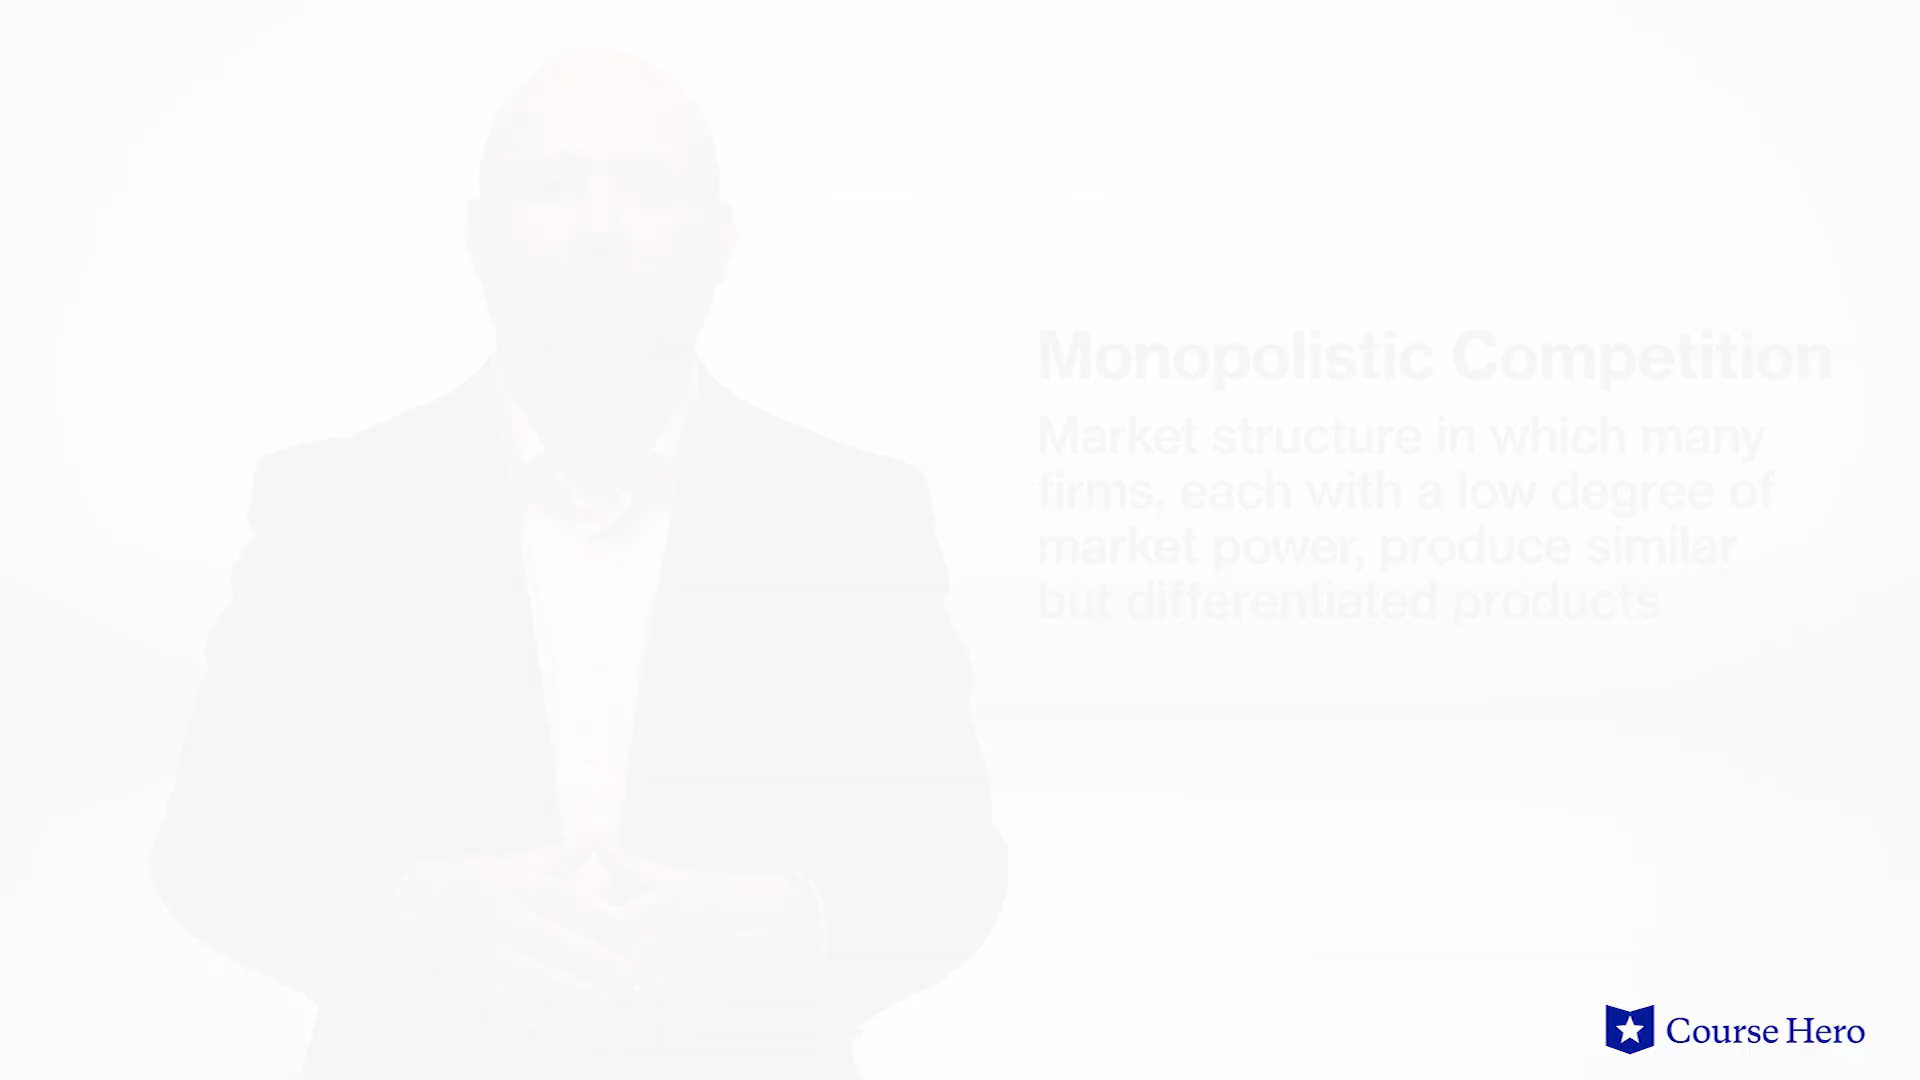 Monopolistic Competition
Market structure in which many
firms, each with a low degree of
market power, produce similar
but differentiated products
Course Hero